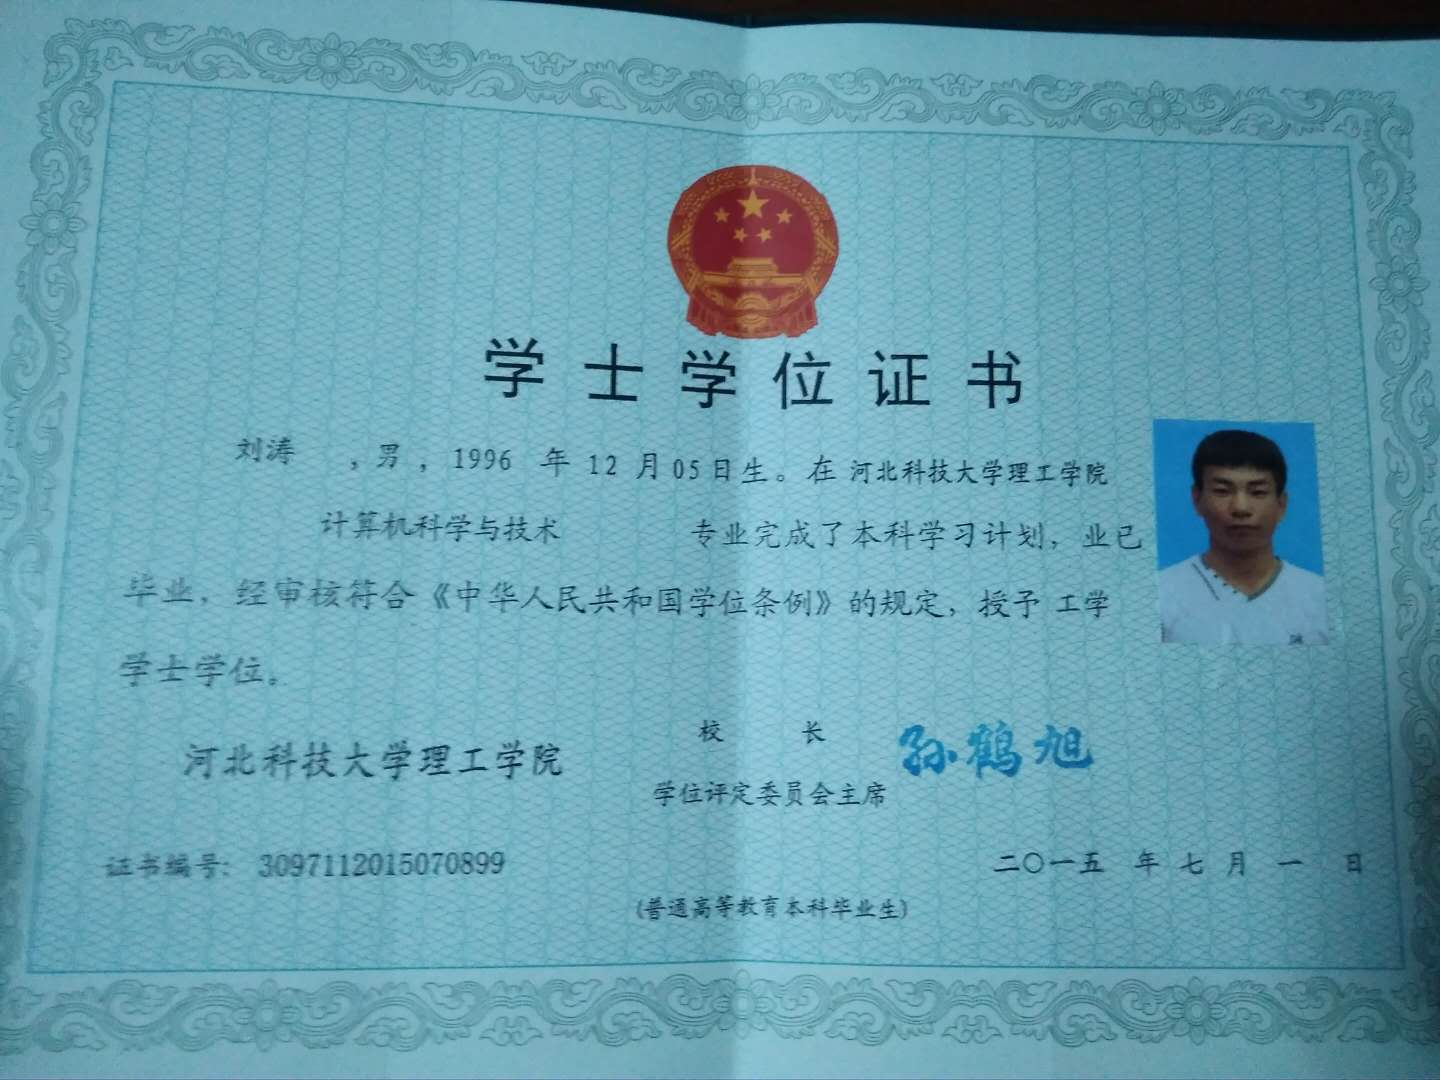 学士学位证书
刘涛 ，男，1996 年 12 月 05 日生。在 河北科技大学理工学院
计算机科学与技术 专业完成了本科学习计划，业已
毕业，经审核符合《中华人民共和国学位条例》的规定，授予 工学
学士学位。
校 长 孙鹤旭
河北科技大学理工学院
学位评定委员会主席
证书编号: 3097112015070899
二〇一五 年 七 月 一 日
(普通高等教育本科毕业生)